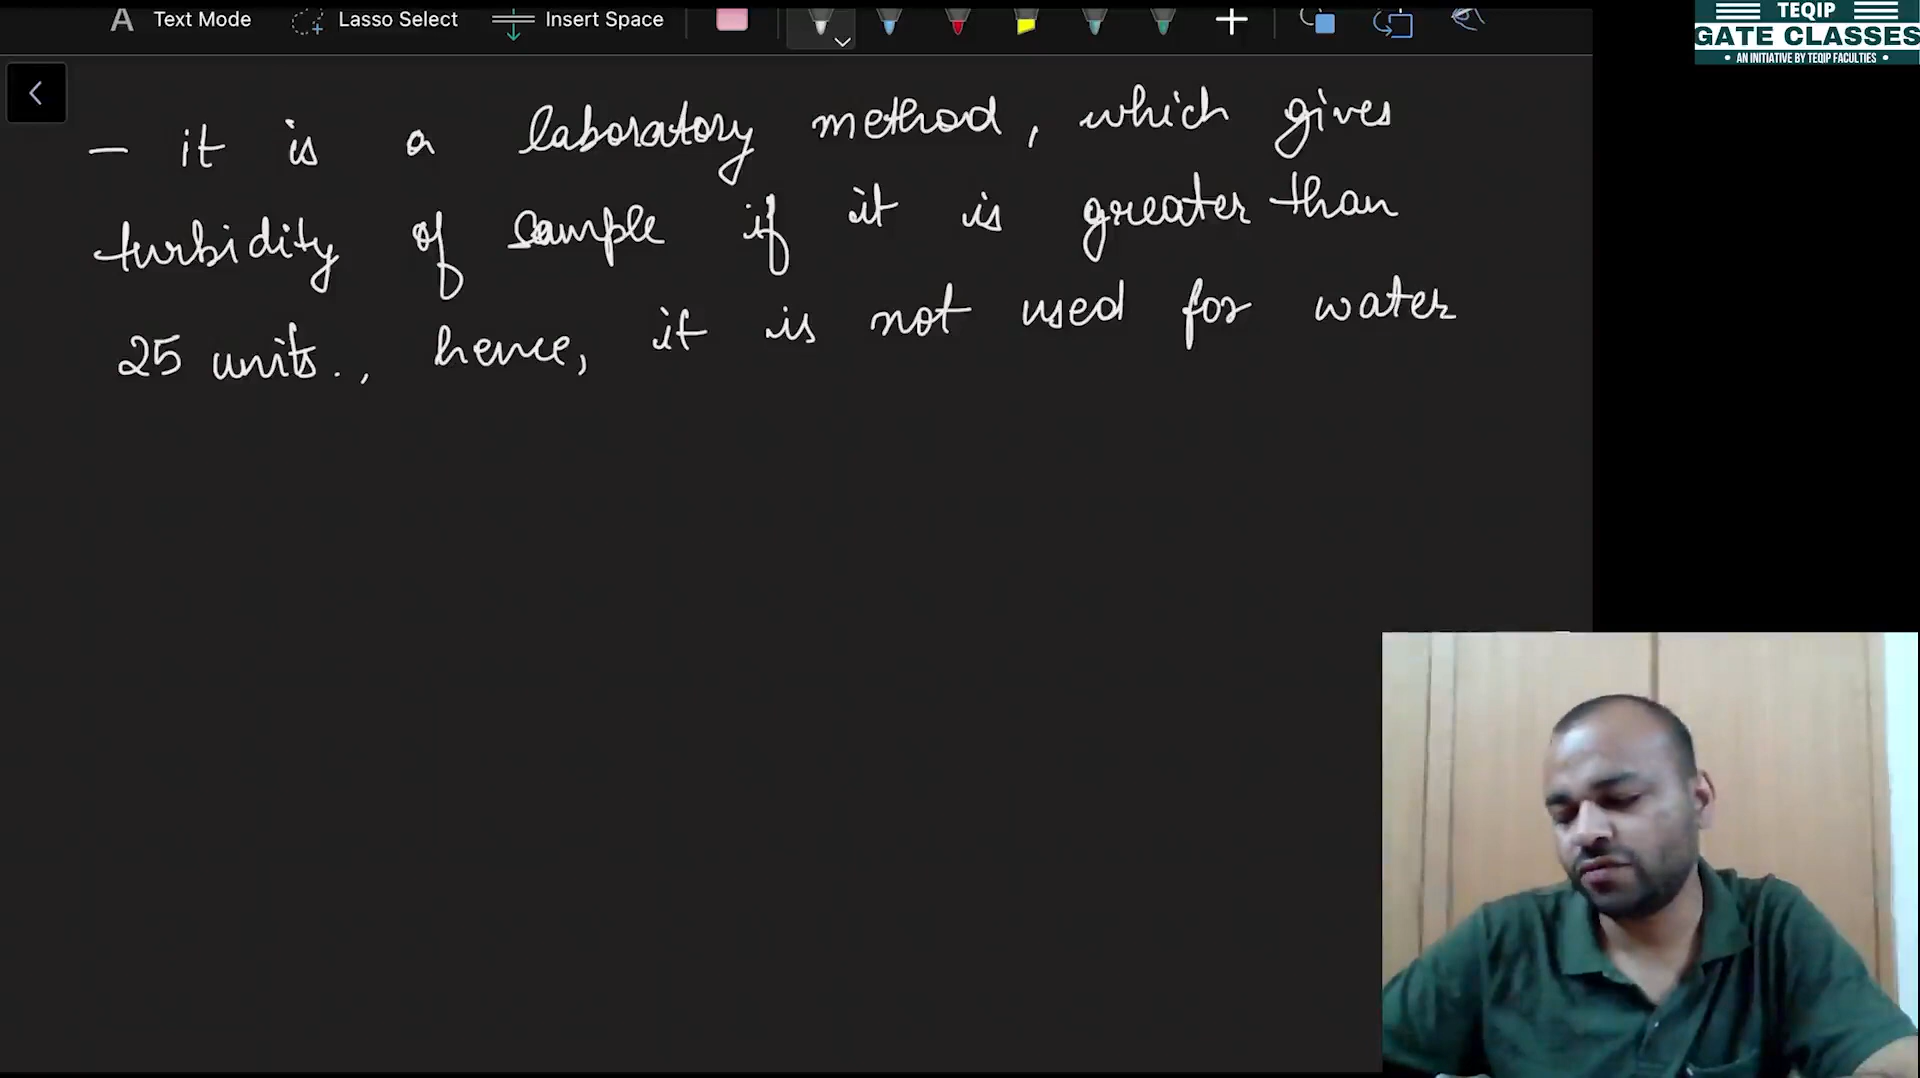 Text Mode Lasso Select Insert Space
TEQIP
GATE CLASSES
• AN INITIATIVE BY TEQIP FACULTIES •
- it is a laboratory method, which gives
turbidity of sample if it is greater than
25 units., hence, it is not used for water